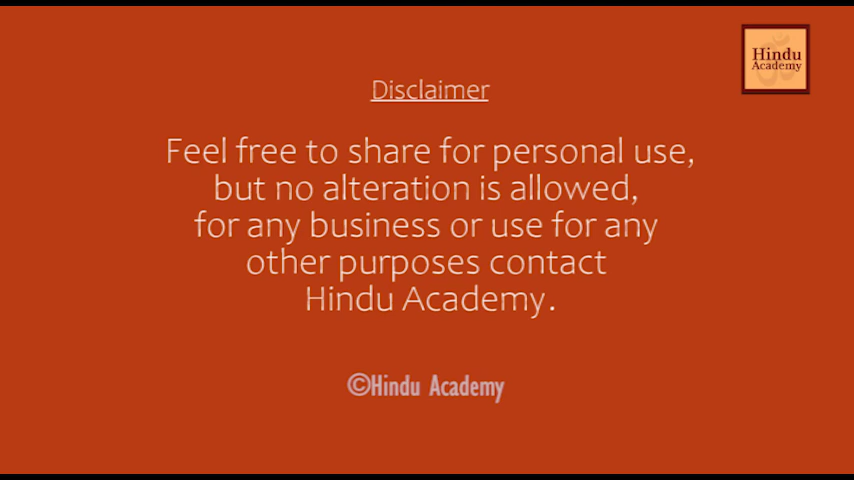 Hindu
Academy
Disclaimer
Feel free to share for personal use,
but no alteration is allowed,
for any business or use for any
other purposes contact
Hindu Academy.
©Hindu Academy